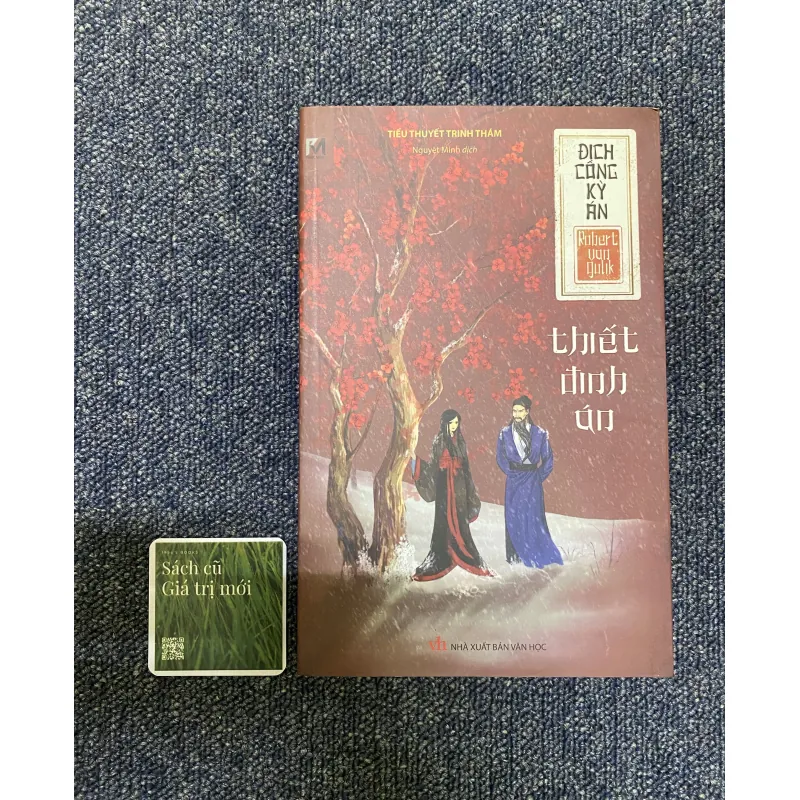 TIỂU THUYẾT TRINH THÁM
Nguyệt Minh dịch
ĐỊCH
CÔNG
KỲ
ÁN
Robert
van
Gulik
thiết
đinh
án
NHÀ XUẤT BẢN VĂN HỌC
Sách cũ
Giá trị mới